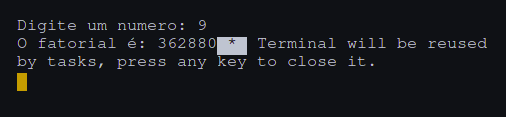 Digite um numero: 9
O fatorial é: 362880 * Terminal will be reused
by tasks, press any key to close it.